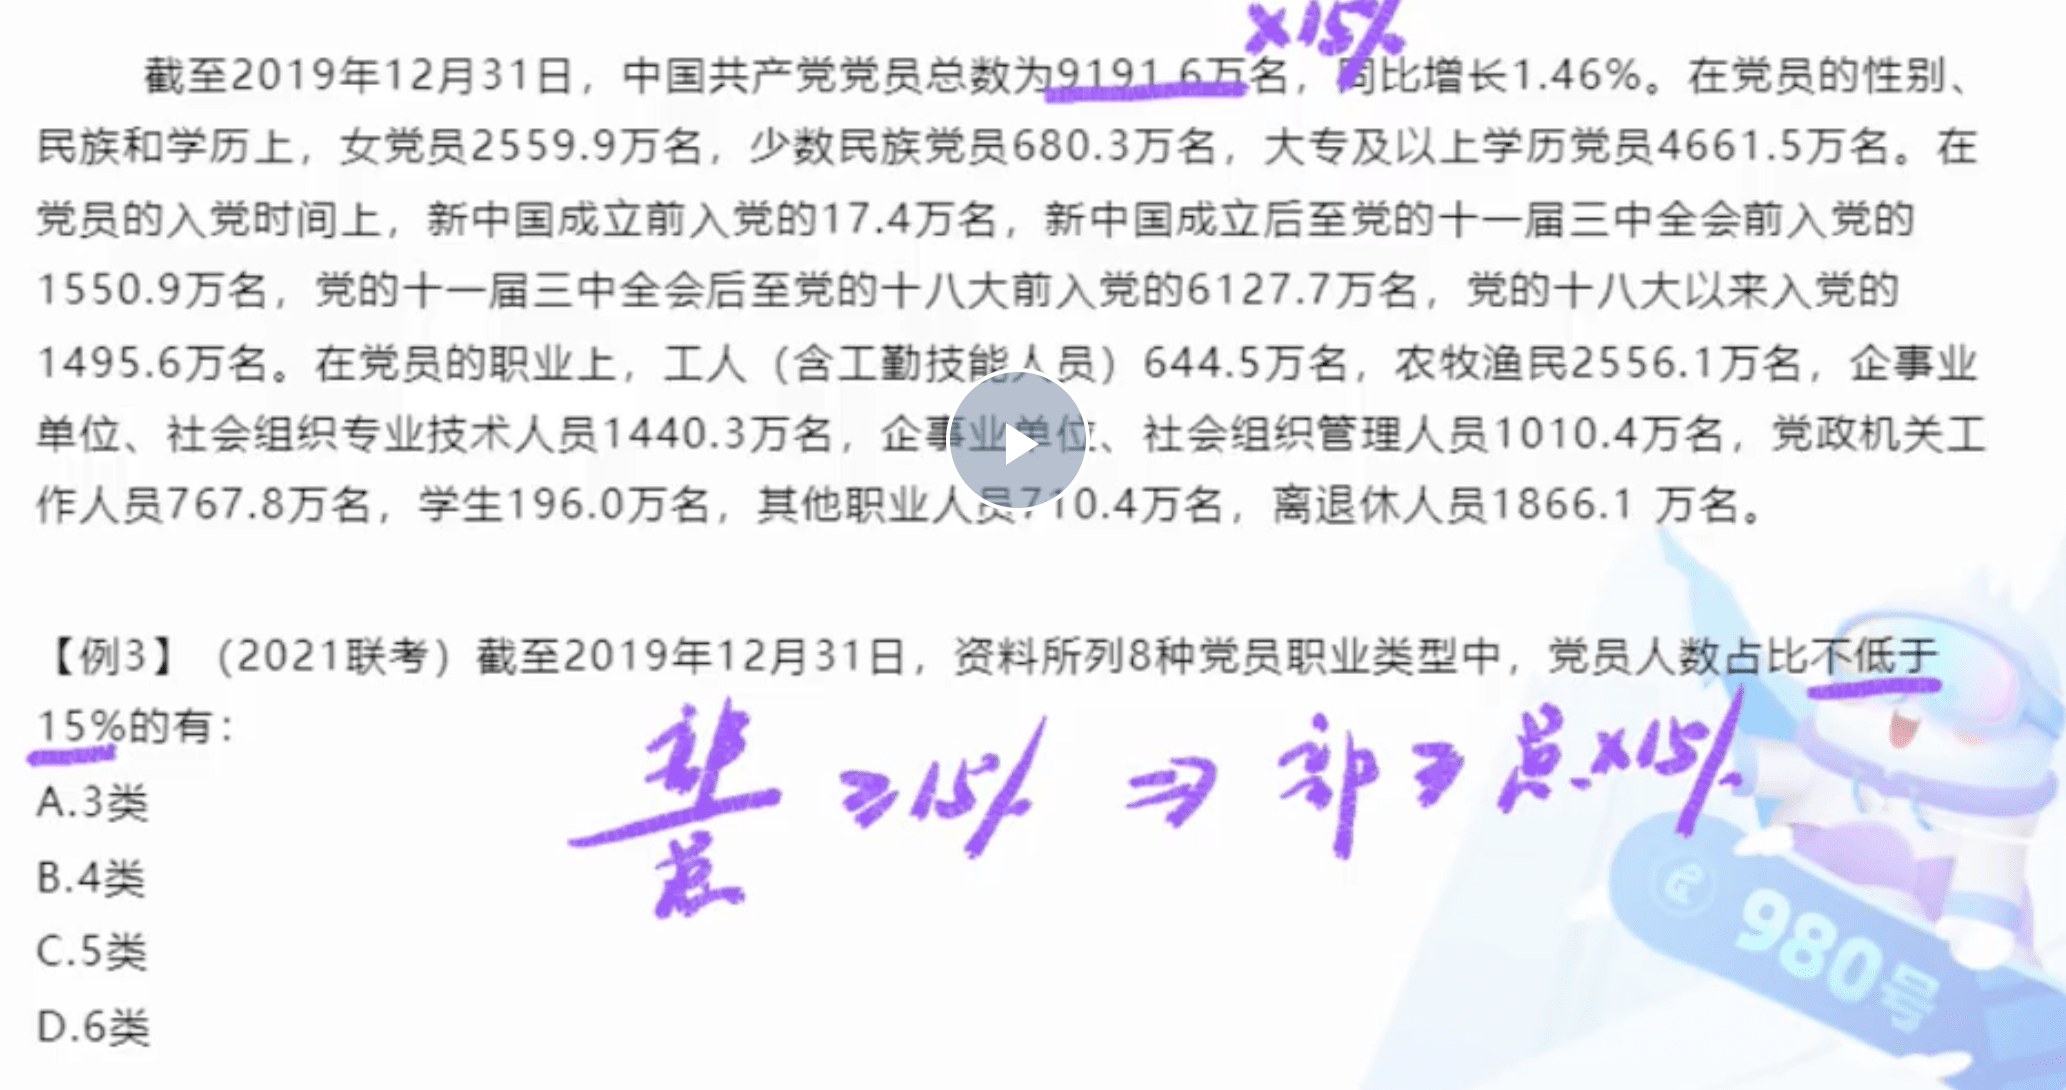 ×15%
截至2019年12月31日，中国共产党党员总数为9191.6万名，同比增长1.46%。在党员的性别、
民族和学历上，女党员2559.9万名，少数民族党员680.3万名，大专及以上学历党员4661.5万名。在
党员的入党时间上，新中国成立前入党的17.4万名，新中国成立后至党的十一届三中全会前入党的
1550.9万名，党的十一届三中全会后至党的十八大前入党的6127.7万名，党的十八大以来入党的
1495.6万名。在党员的职业上，工人（含工勤技能人员）644.5万名，农牧渔民2556.1万名，企事业
单位、社会组织专业技术人员1440.3万名，企事业单位、社会组织管理人员1010.4万名，党政机关工
作人员767.8万名，学生196.0万名，其他职业人员710.4万名，离退休人员1866.1 万名。
【例3】（2021联考）截至2019年12月31日，资料所列8种党员职业类型中，党员人数占比不低于
15%的有：
部/总 ≥15% ⇒ 部≥总×15%
A.3类
B.4类
C.5类
D.6类
980号